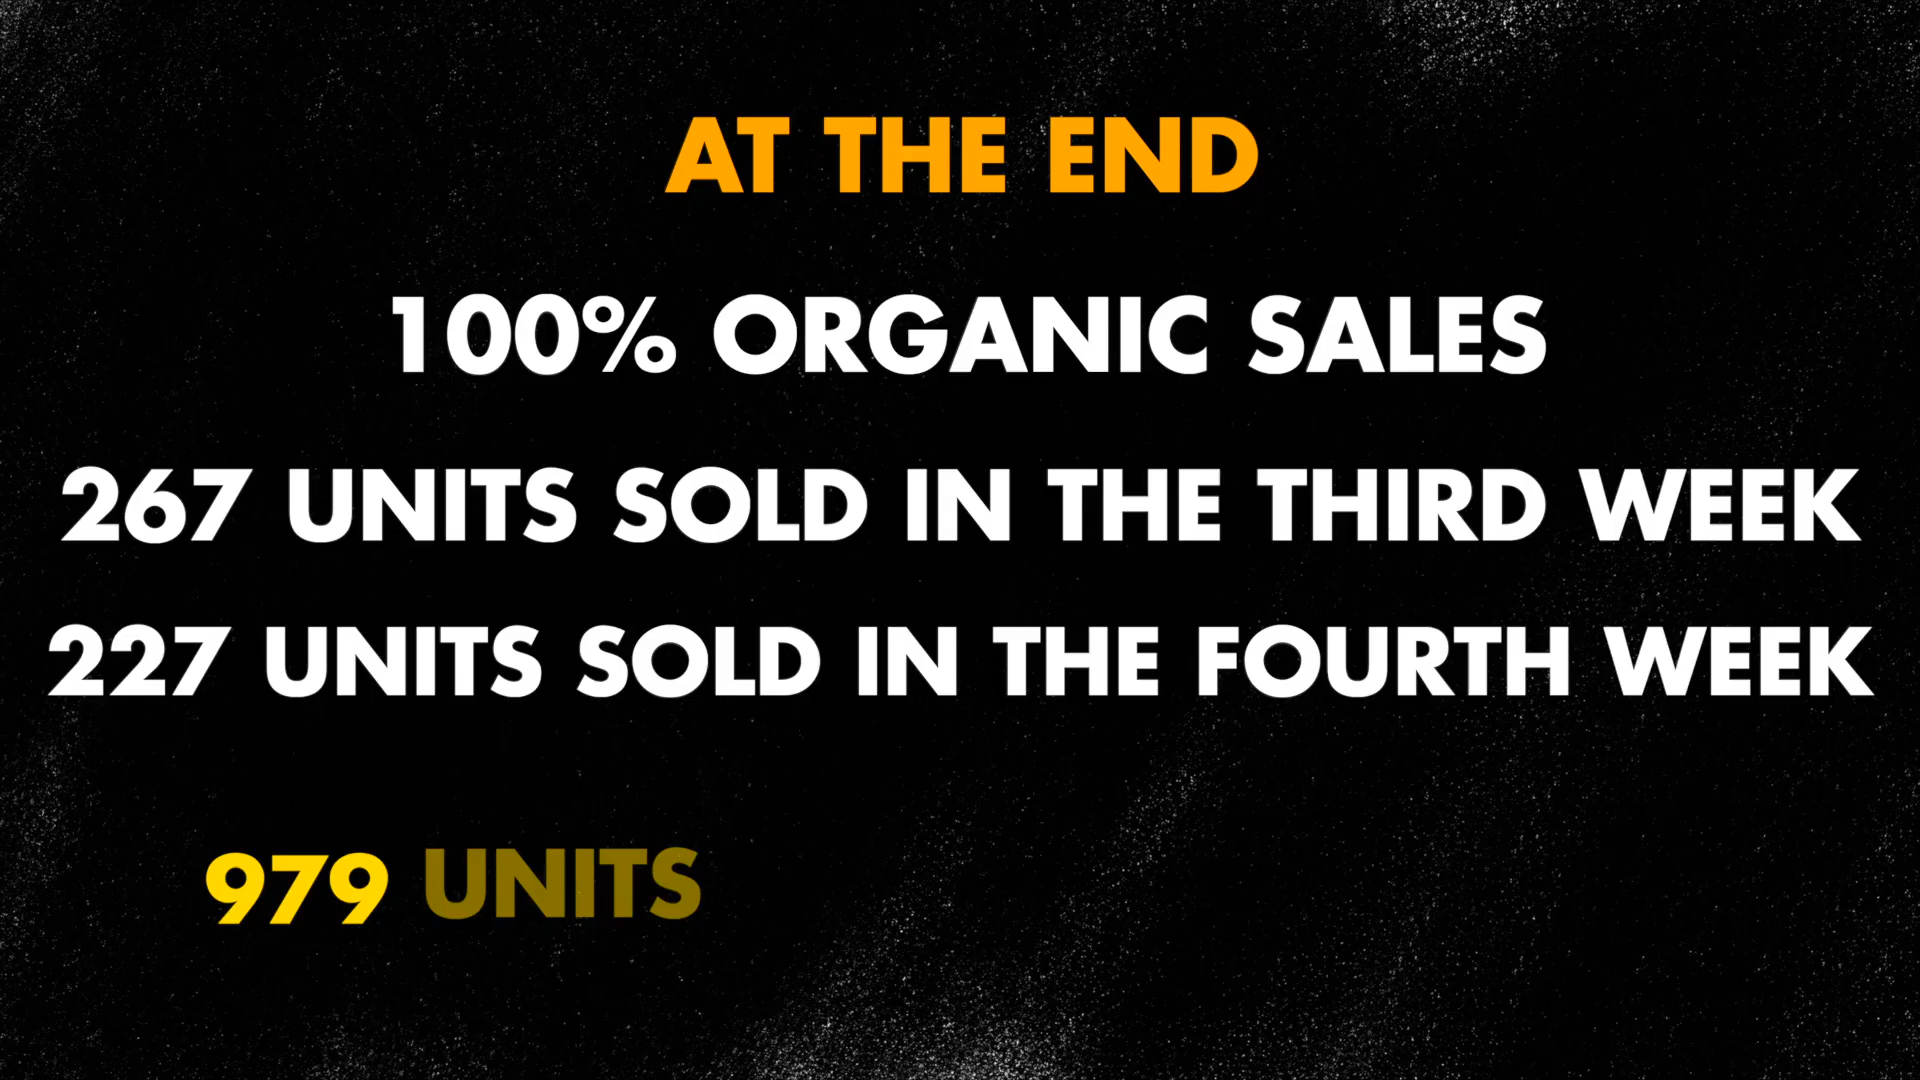 AT THE END
100% ORGANIC SALES
267 UNITS SOLD IN THE THIRD WEEK
227 UNITS SOLD IN THE FOURTH WEEK
979 UNITS